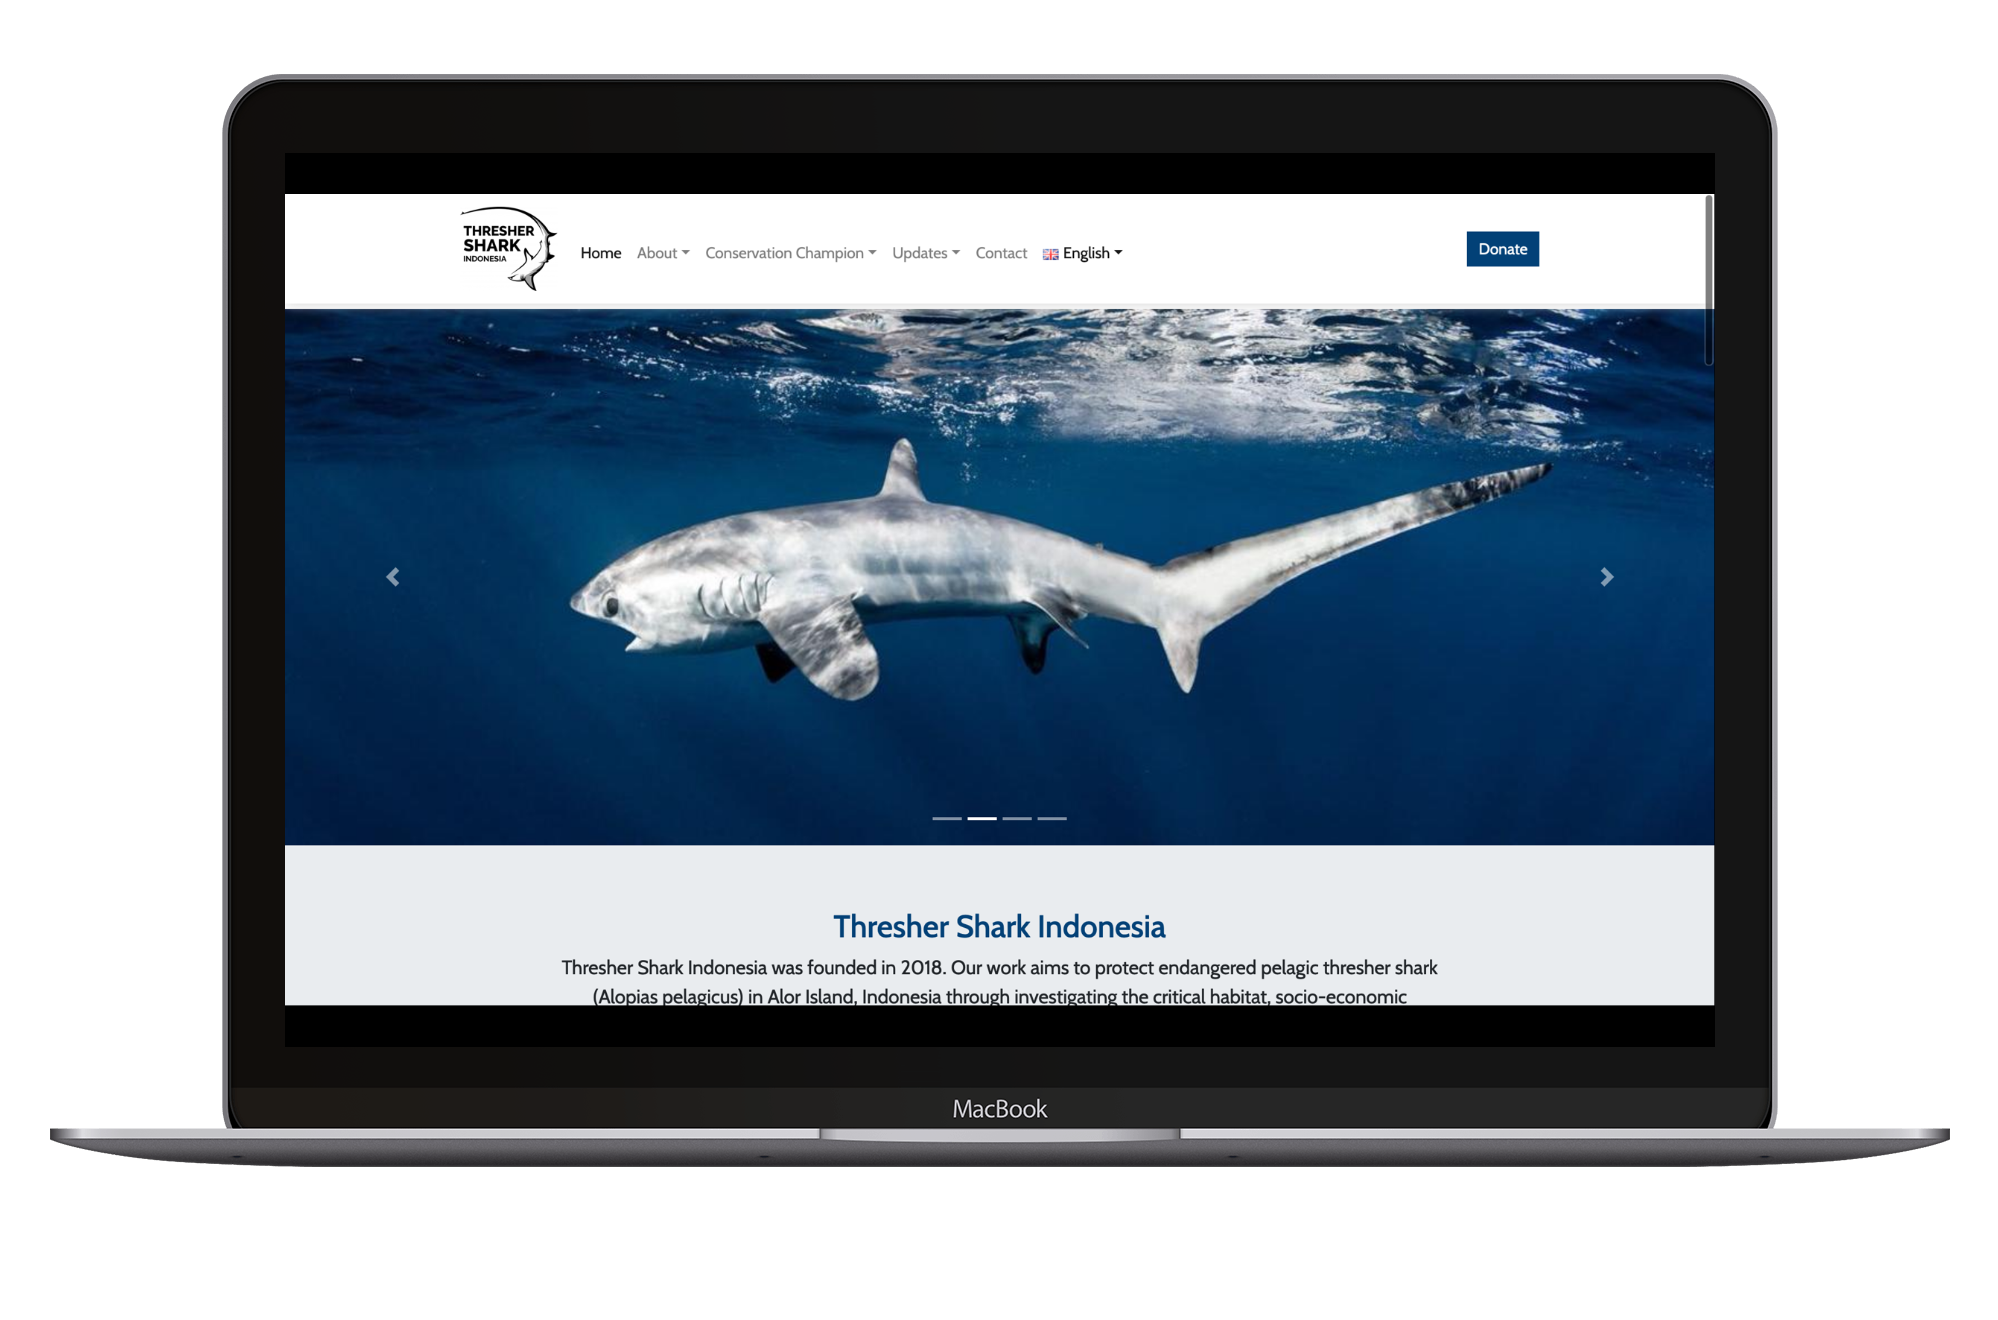 THRESHER
SHARK
INDONESIA
Home About Conservation Champion Updates Contact English
Donate
Thresher Shark Indonesia
Thresher Shark Indonesia was founded in 2018. Our work aims to protect endangered pelagic thresher shark
(Alopias pelagicus) in Alor Island, Indonesia through investigating the critical habitat, socio-economic
MacBook